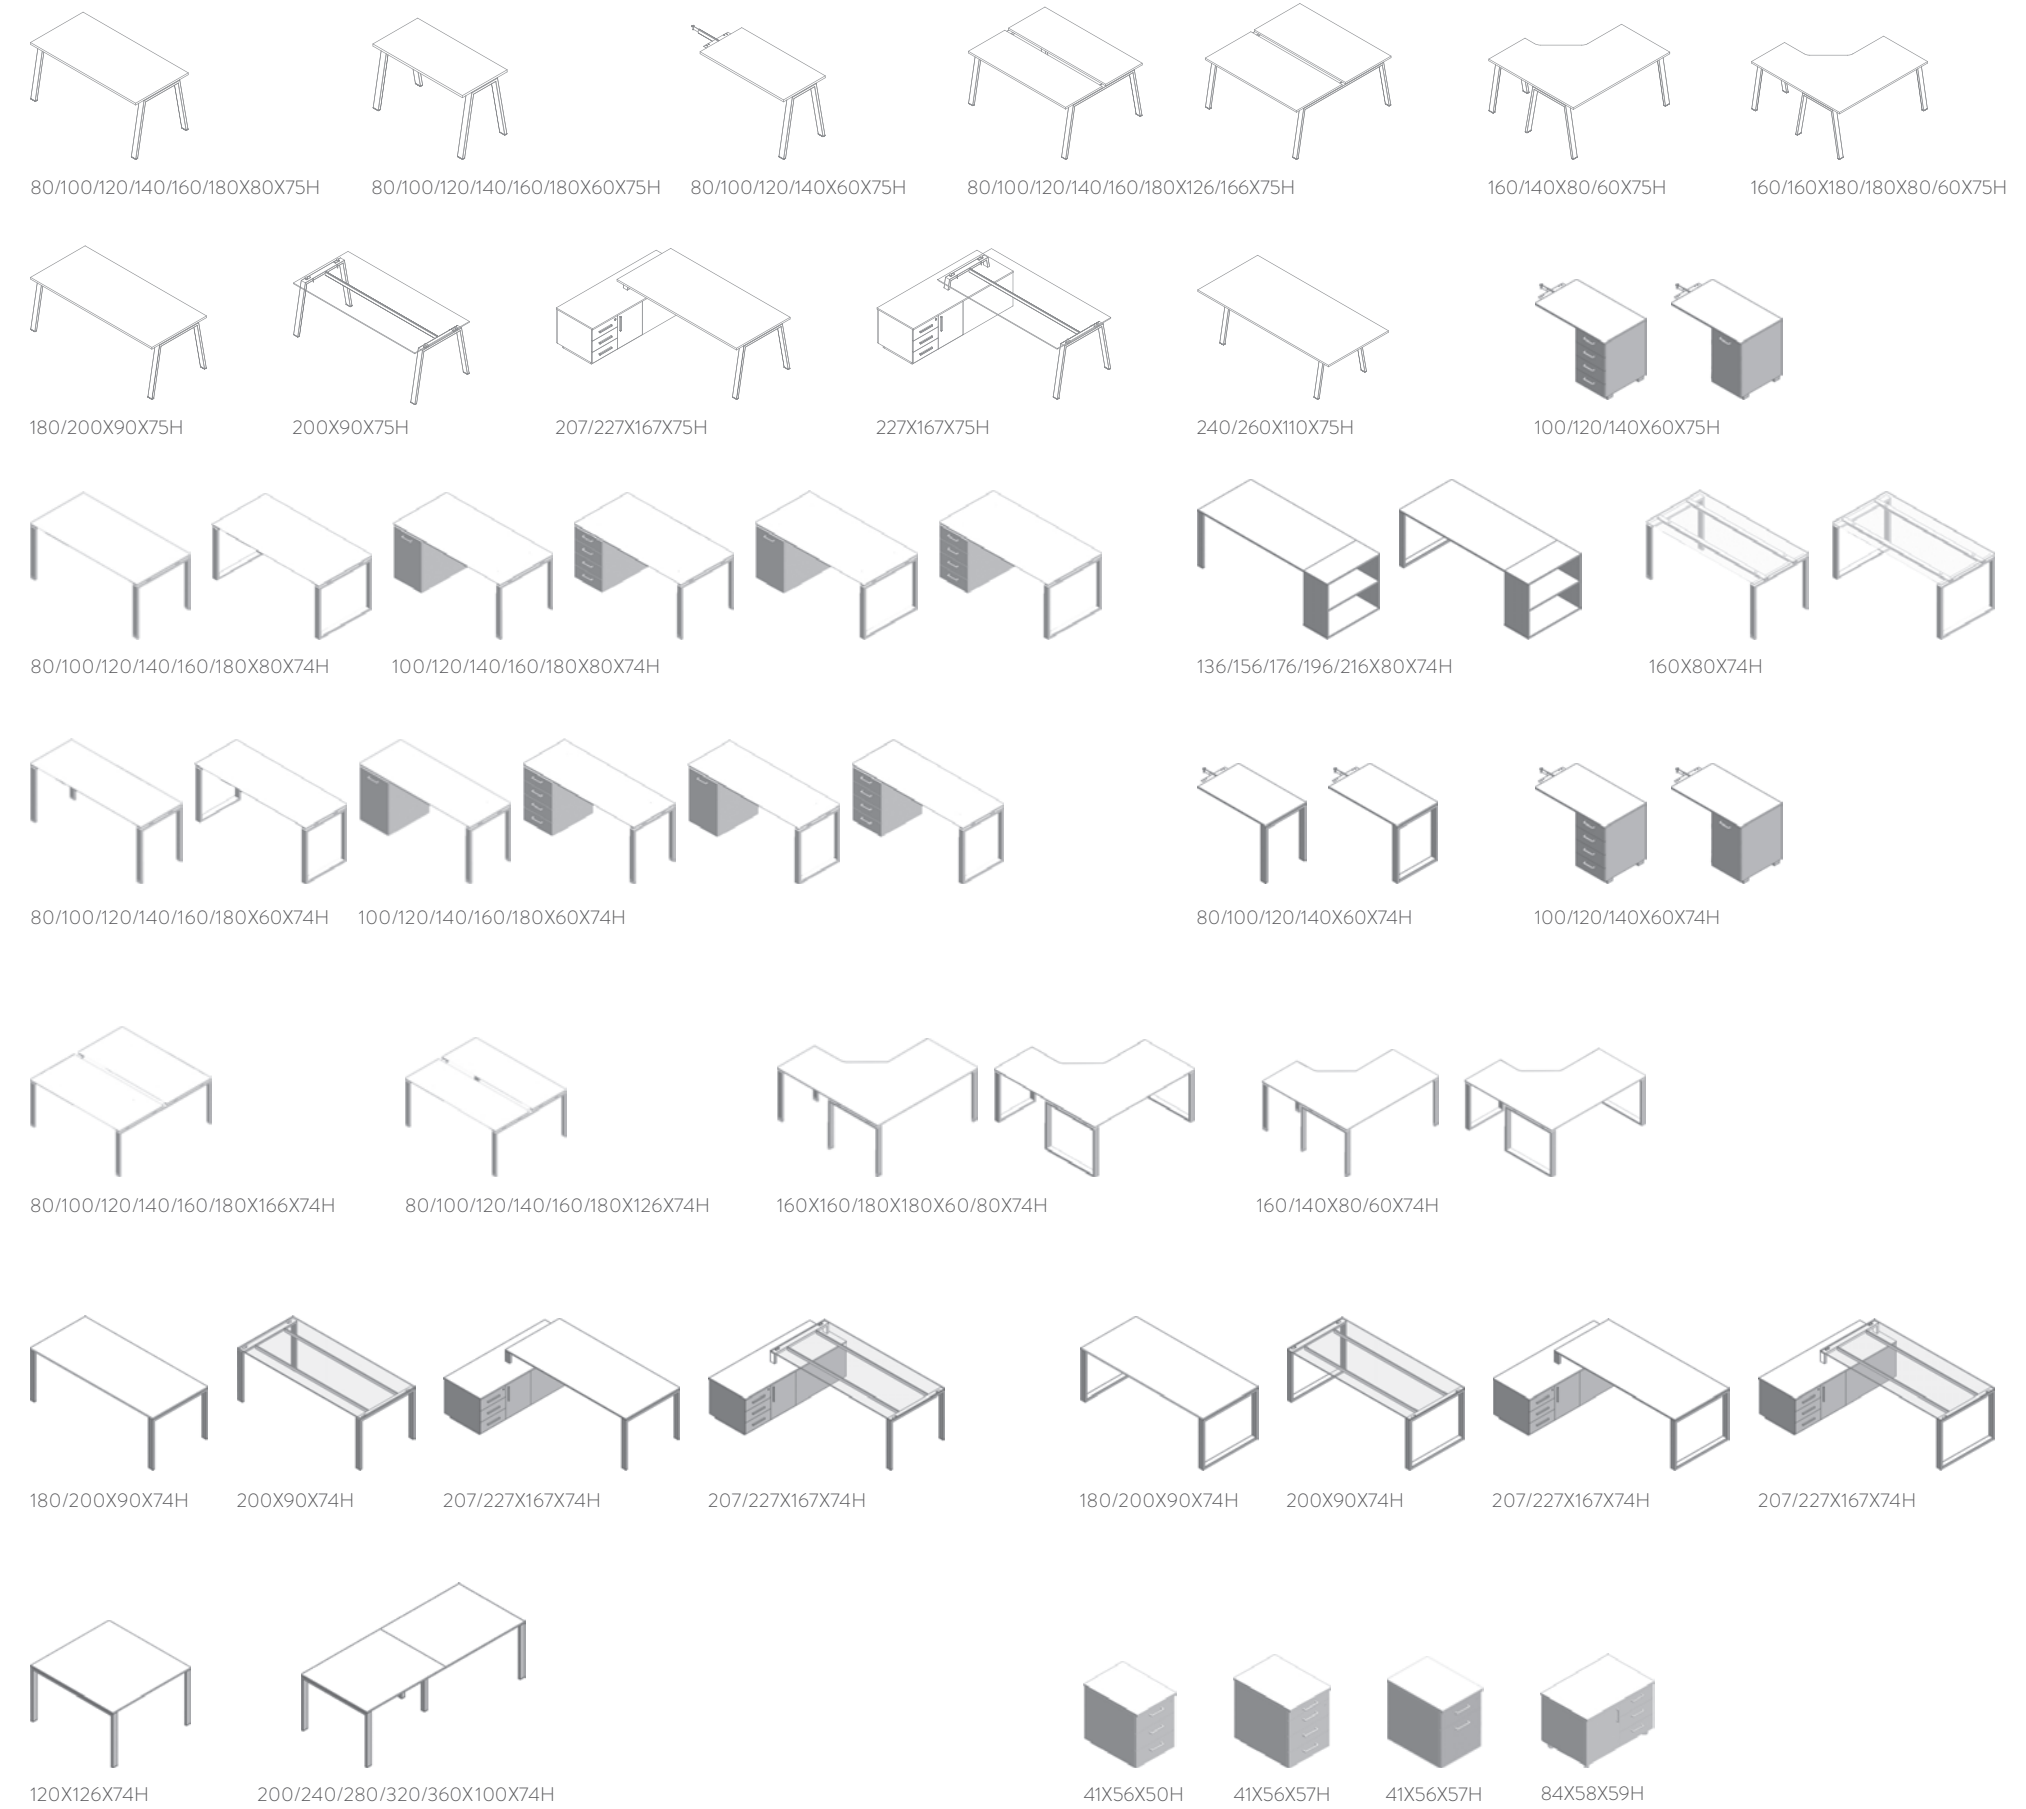 80/100/120/140/160/180X80X75H
80/100/120/140/160/180X60X75H
80/100/120/140X60X75H
80/100/120/140/160/180X126/166X75H
160/140X80/60X75H
160/160X180/180X80/60X75H
180/200X90X75H
200X90X75H
207/227X167X75H
227X167X75H
240/260X110X75H
100/120/140X60X75H
80/100/120/140/160/180X80X74H
100/120/140/160/180X80X74H
136/156/176/196/216X80X74H
160X80X74H
80/100/120/140/160/180X60X74H
100/120/140/160/180X60X74H
80/100/120/140X60X74H
100/120/140X60X74H
80/100/120/140/160/180X166X74H
80/100/120/140/160/180X126X74H
160X160/180X180X60/80X74H
160/140X80/60X74H
180/200X90X74H
200X90X74H
207/227X167X74H
207/227X167X74H
180/200X90X74H
200X90X74H
207/227X167X74H
207/227X167X74H
120X126X74H
200/240/280/320/360X100X74H
41X56X50H
41X56X57H
41X56X57H
84X58X59H